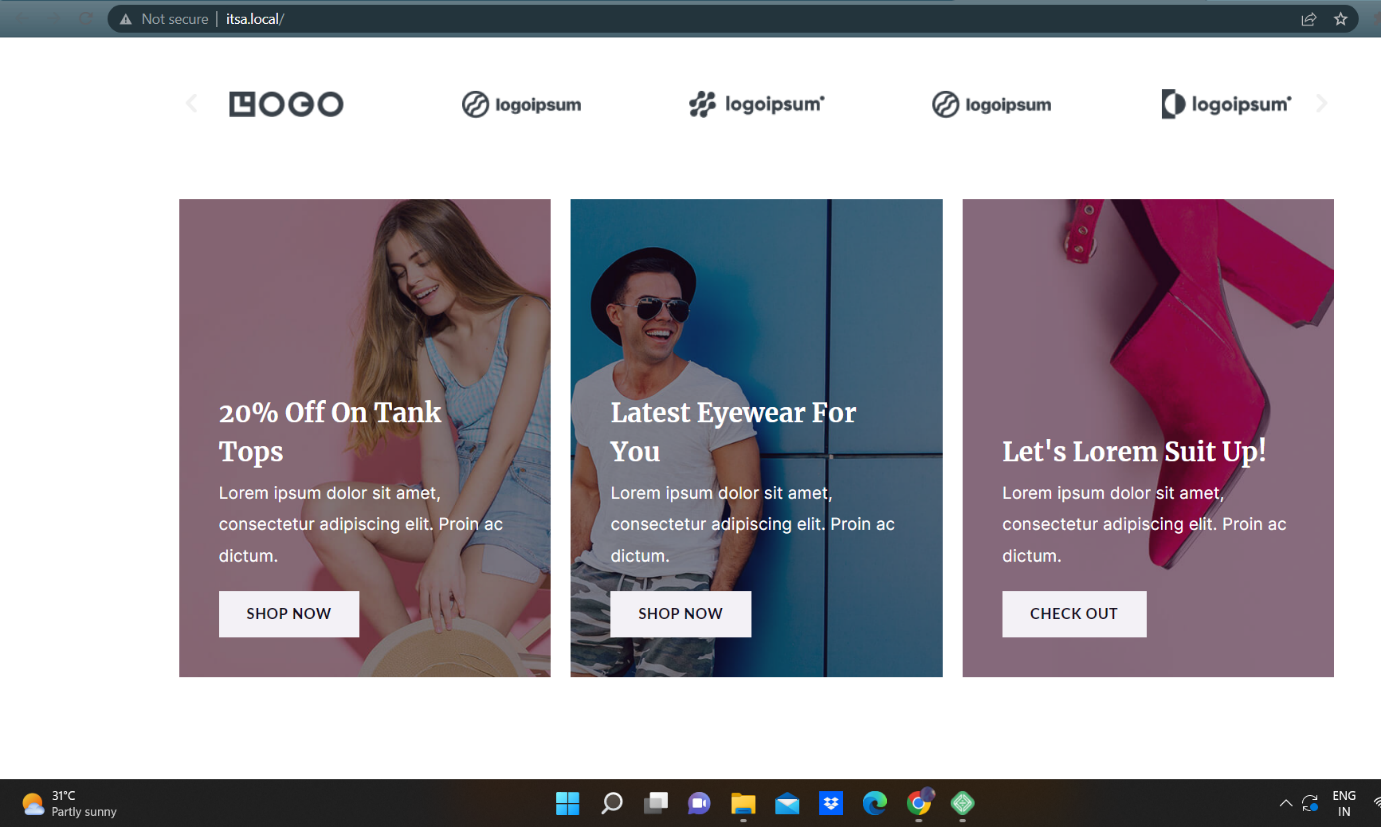 Not secure | itsa.local/
LOGO logoipsum logoipsum logoipsum logoipsum
20% Off On Tank
Tops
Lorem ipsum dolor sit amet,
consectetur adipiscing elit. Proin ac
dictum.
SHOP NOW
Latest Eyewear For
You
Lorem ipsum dolor sit amet,
consectetur adipiscing elit. Proin ac
dictum.
SHOP NOW
Let's Lorem Suit Up!
Lorem ipsum dolor sit amet,
consectetur adipiscing elit. Proin ac
dictum.
CHECK OUT
31°C
Partly sunny
ENG
IN